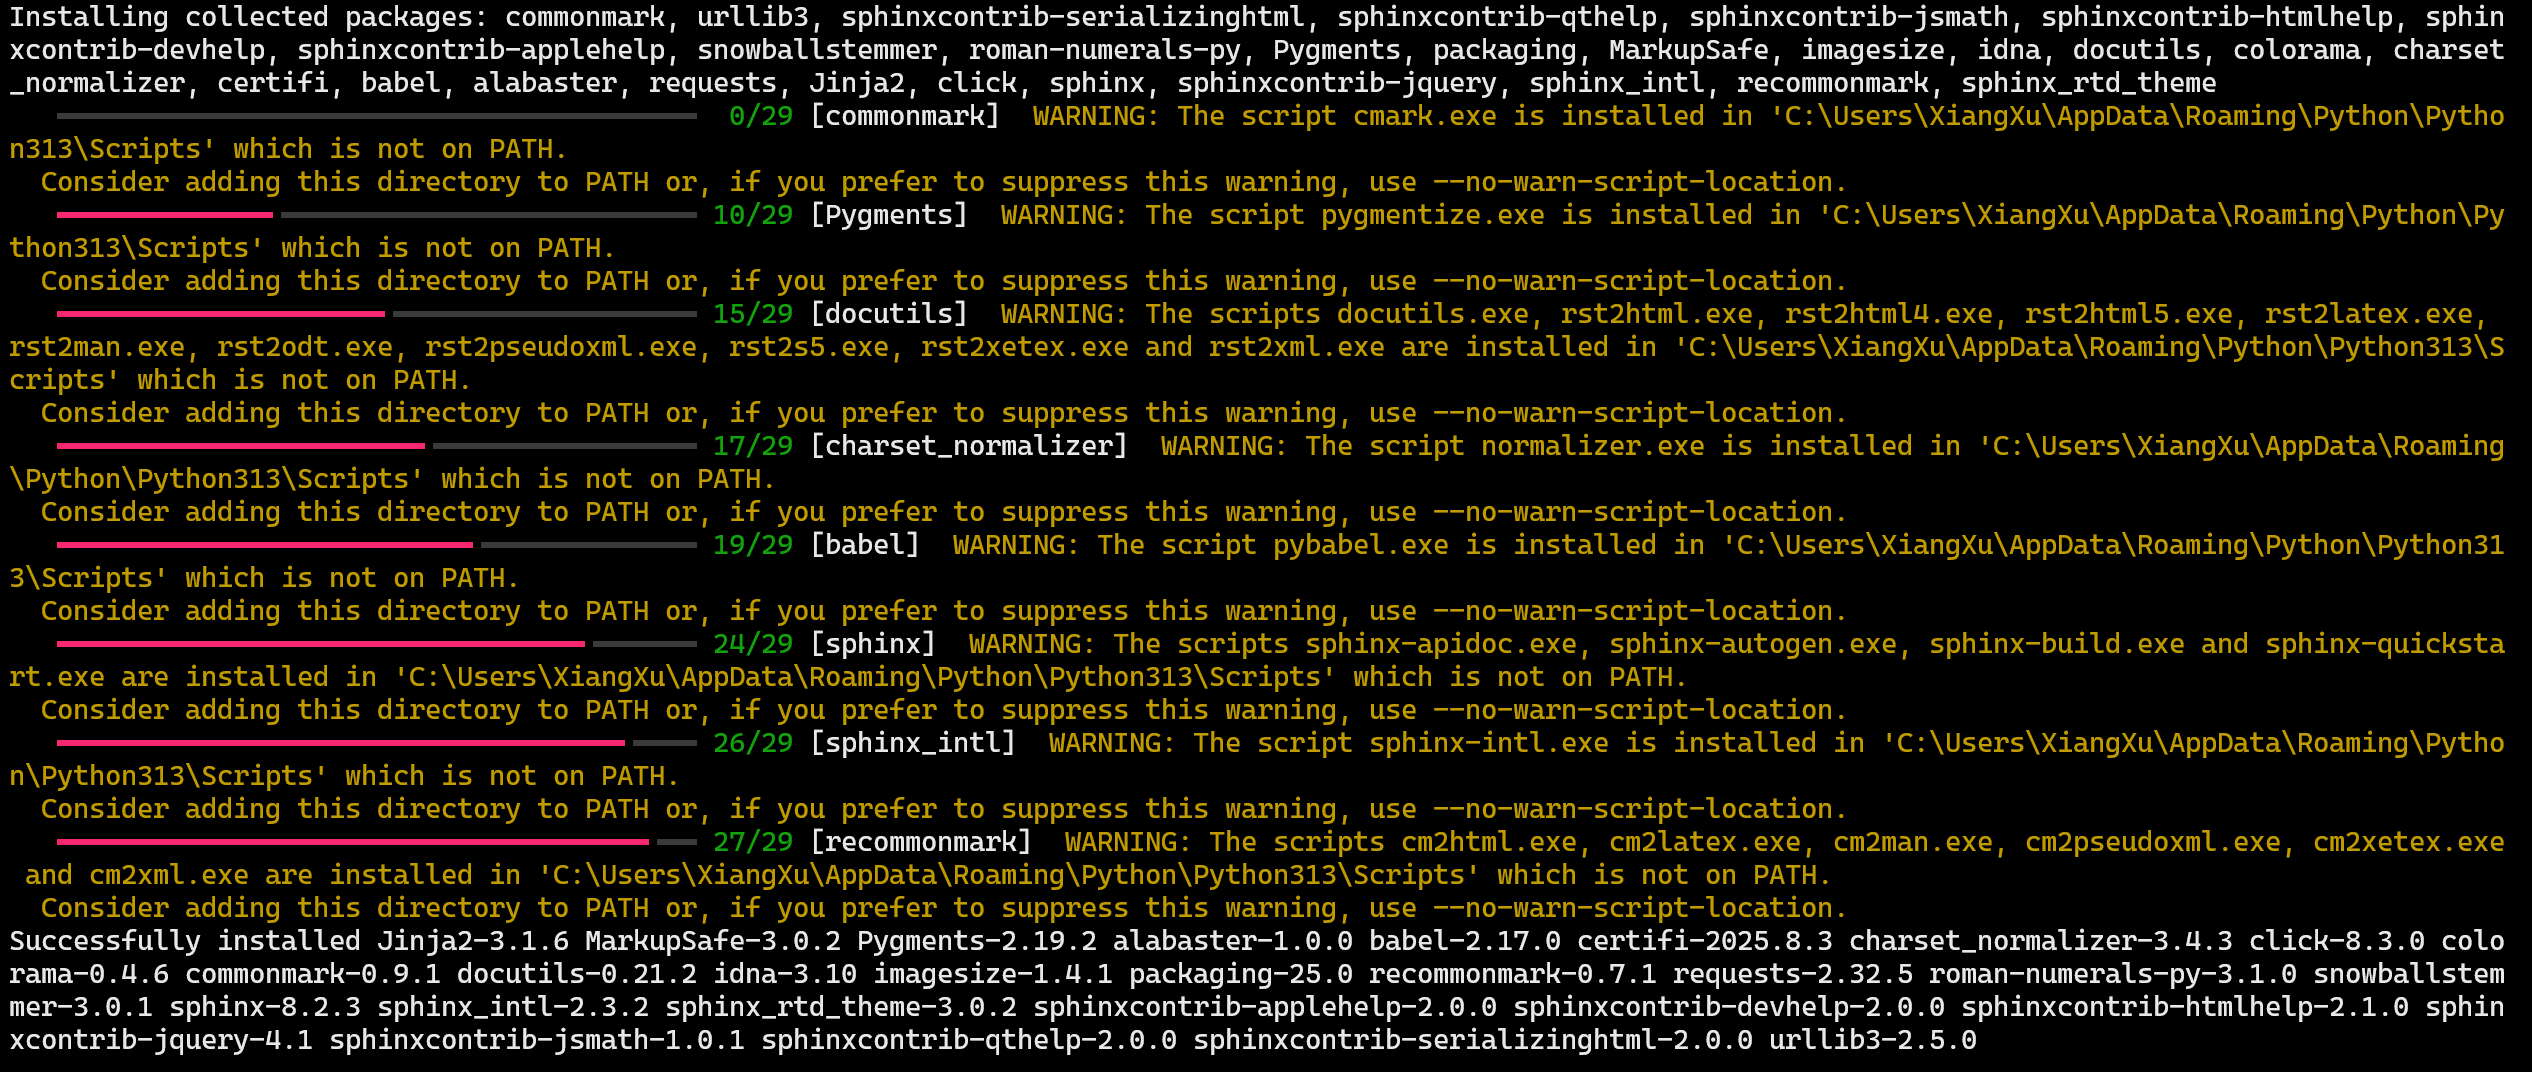 Installing collected packages: commonmark, urllib3, sphinxcontrib-serializinghtml, sphinxcontrib-qthelp, sphinxcontrib-jsmath, sphinxcontrib-htmlhelp, sphin
xcontrib-devhelp, sphinxcontrib-applehelp, snowballstemmer, roman-numerals-py, Pygments, packaging, MarkupSafe, imagesize, idna, docutils, colorama, charset
_normalizer, certifi, babel, alabaster, requests, Jinja2, click, sphinx, sphinxcontrib-jquery, sphinx_intl, recommonmark, sphinx_rtd_theme
0/29 [commonmark]  WARNING: The script cmark.exe is installed in 'C:\Users\XiangXu\AppData\Roaming\Python\Pytho
n313\Scripts' which is not on PATH.
Consider adding this directory to PATH or, if you prefer to suppress this warning, use --no-warn-script-location.
10/29 [Pygments]  WARNING: The script pygmentize.exe is installed in 'C:\Users\XiangXu\AppData\Roaming\Python\Py
thon313\Scripts' which is not on PATH.
Consider adding this directory to PATH or, if you prefer to suppress this warning, use --no-warn-script-location.
15/29 [docutils]  WARNING: The scripts docutils.exe, rst2html.exe, rst2html4.exe, rst2html5.exe, rst2latex.exe,
rst2man.exe, rst2odt.exe, rst2pseudoxml.exe, rst2s5.exe, rst2xetex.exe and rst2xml.exe are installed in 'C:\Users\XiangXu\AppData\Roaming\Python\Python313\S
cripts' which is not on PATH.
Consider adding this directory to PATH or, if you prefer to suppress this warning, use --no-warn-script-location.
17/29 [charset_normalizer]  WARNING: The script normalizer.exe is installed in 'C:\Users\XiangXu\AppData\Roaming
\Python\Python313\Scripts' which is not on PATH.
Consider adding this directory to PATH or, if you prefer to suppress this warning, use --no-warn-script-location.
19/29 [babel]  WARNING: The script pybabel.exe is installed in 'C:\Users\XiangXu\AppData\Roaming\Python\Python31
3\Scripts' which is not on PATH.
Consider adding this directory to PATH or, if you prefer to suppress this warning, use --no-warn-script-location.
24/29 [sphinx]  WARNING: The scripts sphinx-apidoc.exe, sphinx-autogen.exe, sphinx-build.exe and sphinx-quicksta
rt.exe are installed in 'C:\Users\XiangXu\AppData\Roaming\Python\Python313\Scripts' which is not on PATH.
Consider adding this directory to PATH or, if you prefer to suppress this warning, use --no-warn-script-location.
26/29 [sphinx_intl]  WARNING: The script sphinx-intl.exe is installed in 'C:\Users\XiangXu\AppData\Roaming\Pytho
n\Python313\Scripts' which is not on PATH.
Consider adding this directory to PATH or, if you prefer to suppress this warning, use --no-warn-script-location.
27/29 [recommonmark]  WARNING: The scripts cm2html.exe, cm2latex.exe, cm2man.exe, cm2pseudoxml.exe, cm2xetex.exe
and cm2xml.exe are installed in 'C:\Users\XiangXu\AppData\Roaming\Python\Python313\Scripts' which is not on PATH.
Consider adding this directory to PATH or, if you prefer to suppress this warning, use --no-warn-script-location.
Successfully installed Jinja2-3.1.6 MarkupSafe-3.0.2 Pygments-2.19.2 alabaster-1.0.0 babel-2.17.0 certifi-2025.8.3 charset_normalizer-3.4.3 click-8.3.0 colo
rama-0.4.6 commonmark-0.9.1 docutils-0.21.2 idna-3.10 imagesize-1.4.1 packaging-25.0 recommonmark-0.7.1 requests-2.32.5 roman-numerals-py-3.1.0 snowballstem
mer-3.0.1 sphinx-8.2.3 sphinx_intl-2.3.2 sphinx_rtd_theme-3.0.2 sphinxcontrib-applehelp-2.0.0 sphinxcontrib-devhelp-2.0.0 sphinxcontrib-htmlhelp-2.1.0 sphin
xcontrib-jquery-4.1 sphinxcontrib-jsmath-1.0.1 sphinxcontrib-qthelp-2.0.0 sphinxcontrib-serializinghtml-2.0.0 urllib3-2.5.0